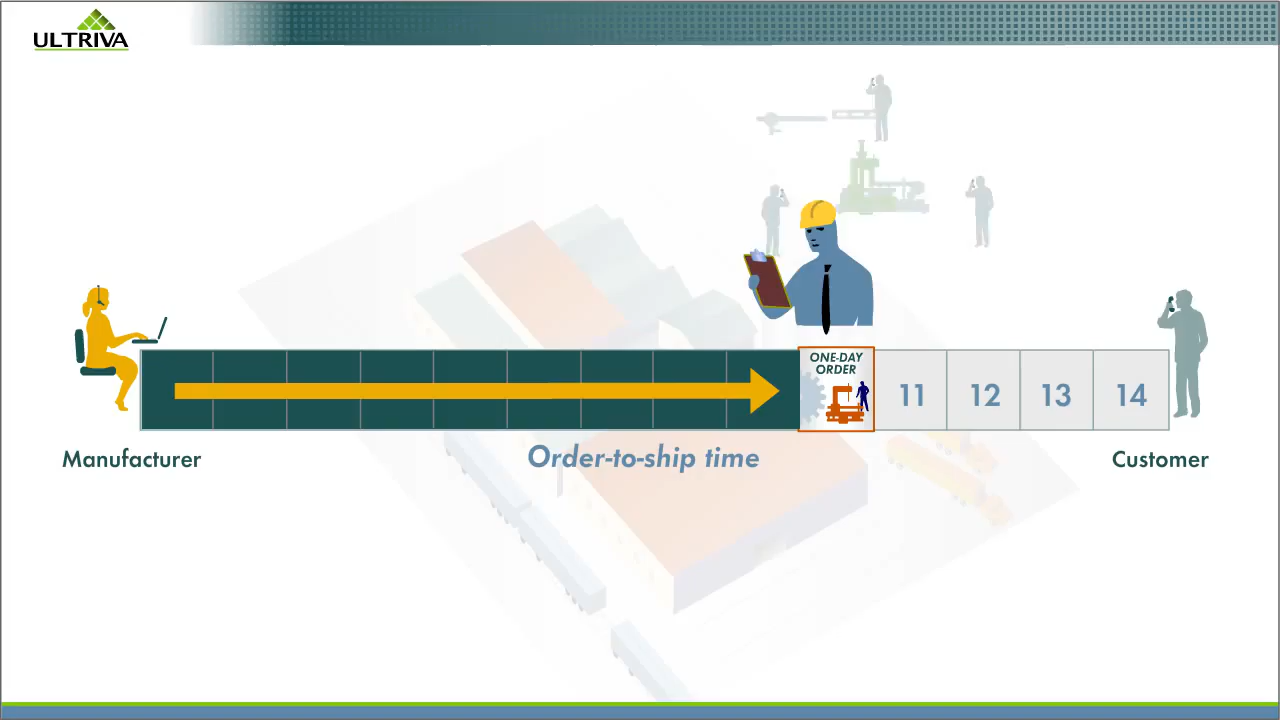 ULTRIVA
ONE-DAY
ORDER
11 12 13 14
Manufacturer
Order-to-ship time
Customer